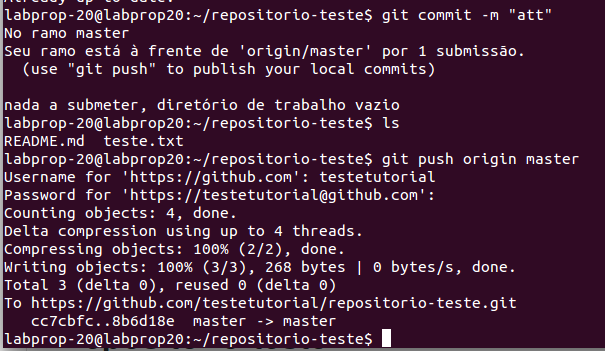 Already up-to-date.
labprop-20@labprop20:~/repositorio-teste$ git commit -m "att"
No ramo master
Seu ramo está à frente de 'origin/master' por 1 submissão.
  (use "git push" to publish your local commits)
nada a submeter, diretório de trabalho vazio
labprop-20@labprop20:~/repositorio-teste$ ls
README.md  teste.txt
labprop-20@labprop20:~/repositorio-teste$ git push origin master
Username for 'https://github.com': testetutorial
Password for 'https://testetutorial@github.com':
Counting objects: 4, done.
Delta compression using up to 4 threads.
Compressing objects: 100% (2/2), done.
Writing objects: 100% (3/3), 268 bytes | 0 bytes/s, done.
Total 3 (delta 0), reused 0 (delta 0)
To https://github.com/testetutorial/repositorio-teste.git
   cc7cbfc..8b6d18e  master -> master
labprop-20@labprop20:~/repositorio-teste$